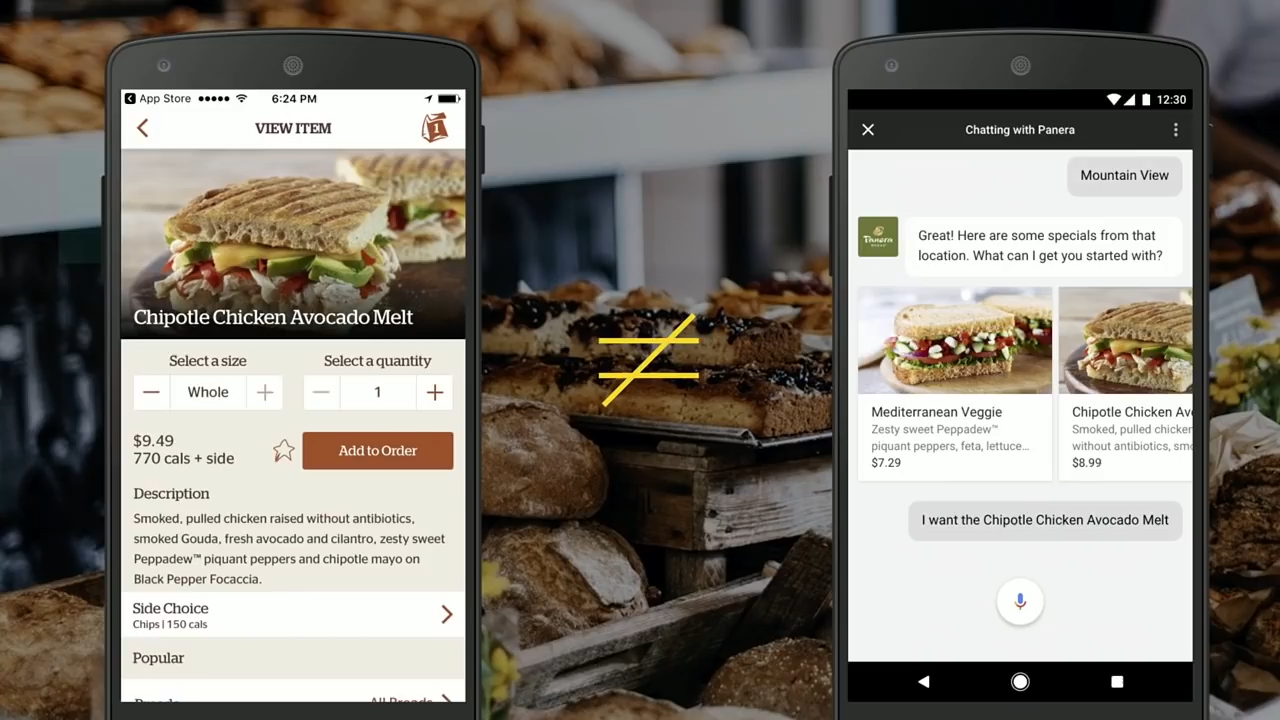 App Store 6:24 PM
VIEW ITEM
1
Chipotle Chicken Avocado Melt
Select a size Select a quantity
Whole 1
$9.49
770 cals + side
Add to Order
Description
Smoked, pulled chicken raised without antibiotics,
smoked Gouda, fresh avocado and cilantro, zesty sweet
Peppadew™ piquant peppers and chipotle mayo on
Black Pepper Focaccia.
Side Choice
Chips | 150 cals
Popular
≠
12:30
Chatting with Panera
Mountain View
Panera
Great! Here are some specials from that
location. What can I get you started with?
Mediterranean Veggie
Zesty sweet Peppadew™
piquant peppers, feta, lettuce...
$7.29
Chipotle Chicken Av
Smoked, pulled chicken
without antibiotics, smo
$8.99
I want the Chipotle Chicken Avocado Melt